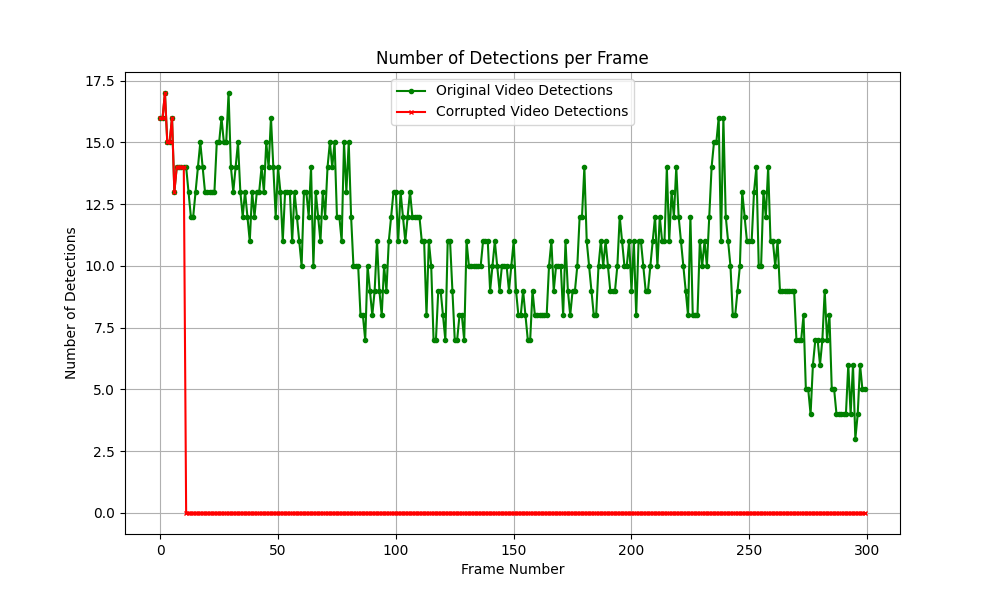 Number of Detections per Frame
Original Video Detections
Corrupted Video Detections
Number of Detections
17.5
15.0
12.5
10.0
7.5
5.0
2.5
0.0
0 50 100 150 200 250 300
Frame Number